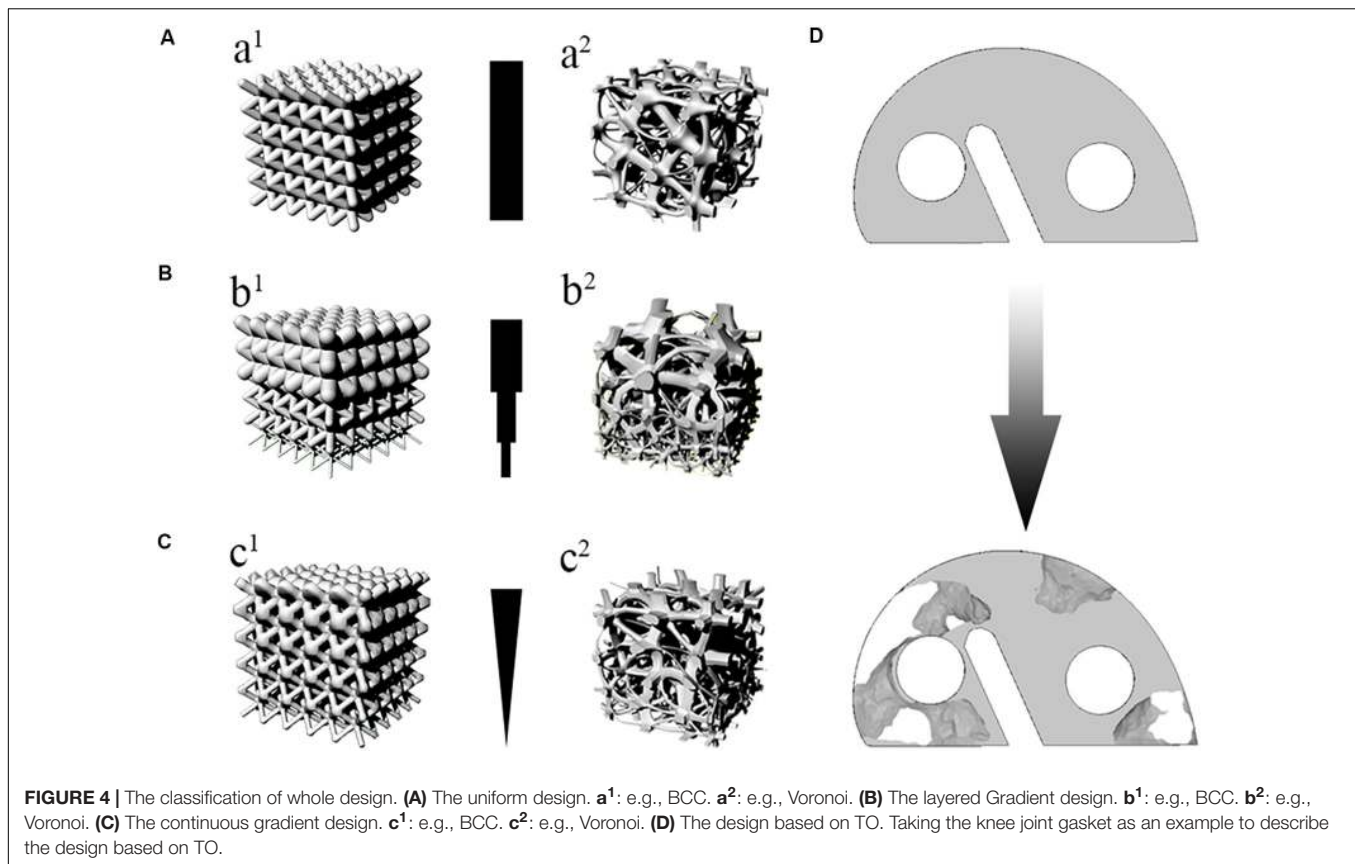 A
a¹
a²
D
B
b¹
b²
C
c¹
c²
FIGURE 4 | The classification of whole design. (A) The uniform design. a¹: e.g., BCC. a²: e.g., Voronoi. (B) The layered Gradient design. b¹: e.g., BCC. b²: e.g.,
Voronoi. (C) The continuous gradient design. c¹: e.g., BCC. c²: e.g., Voronoi. (D) The design based on TO. Taking the knee joint gasket as an example to describe
the design based on TO.